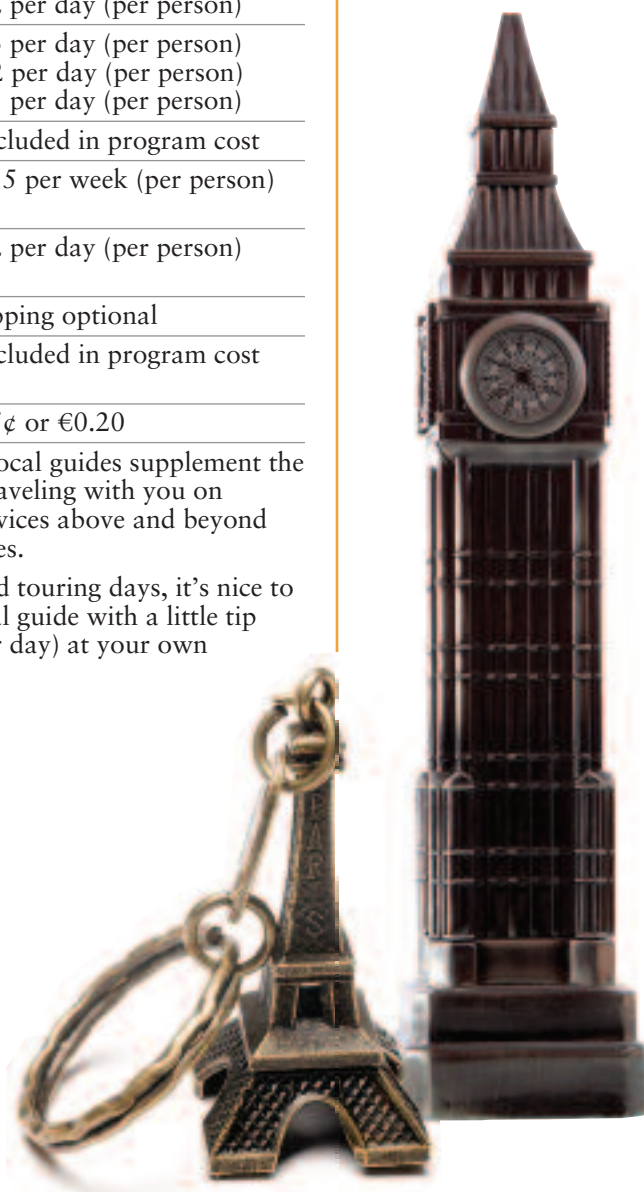 per day (per person)
per day (per person)
per day (per person)
per day (per person)
cluded in program cost
5 per week (per person)
per day (per person)
pping optional
cluded in program cost
¢ or €0.20
ocal guides supplement the
aveling with you on
vices above and beyond
es.
d touring days, it's nice to
al guide with a little tip
r day) at your own
PARIS